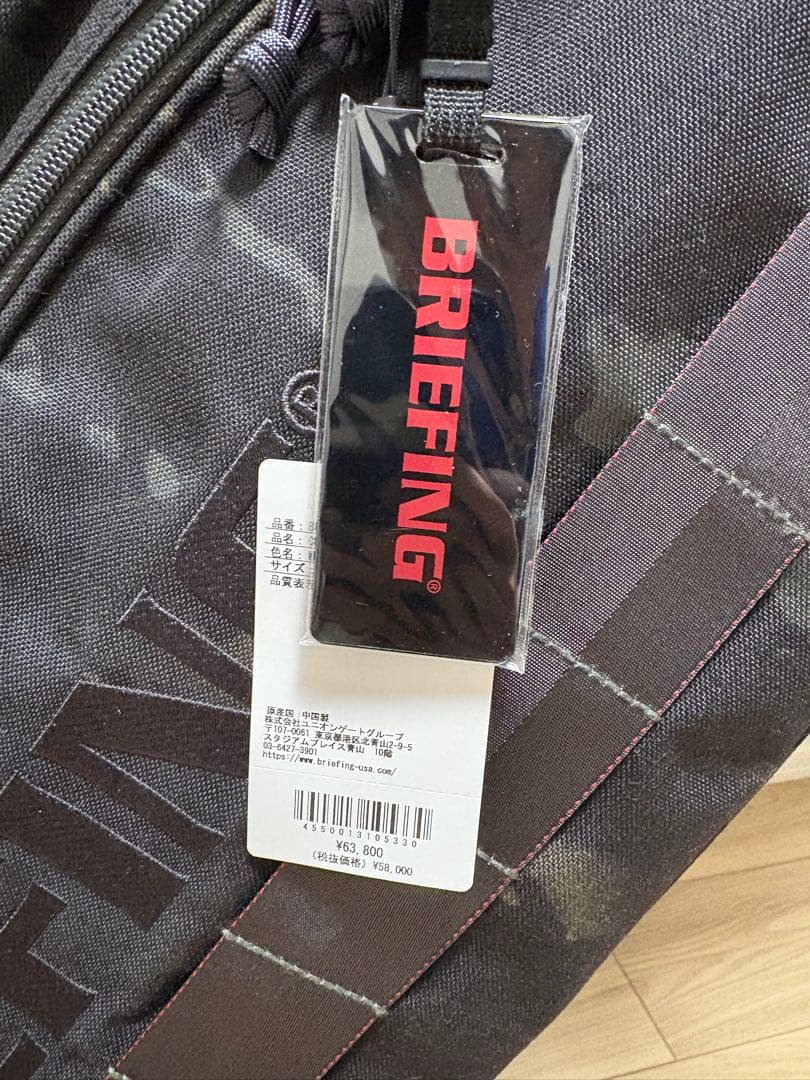 BRIEFING®
®
品番:
品名:
色名:
サイズ
品質表
原産国:中国製
株式会社ユニオンゲートグループ
〒107-0061 東京都港区北青山2-9-5
スタジアムプレイス青山 10階
03-6427-3901
https://www.briefing-usa.com/
4550013105330
¥63,800
(税抜価格) ¥58,000